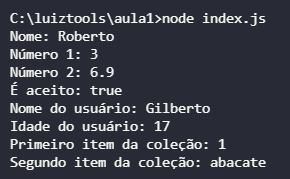 C:\luiztools\aula1>node index.js
Nome: Roberto
Número 1: 3
Número 2: 6.9
É aceito: true
Nome do usuário: Gilberto
Idade do usuário: 17
Primeiro item da coleção: 1
Segundo item da coleção: abacate